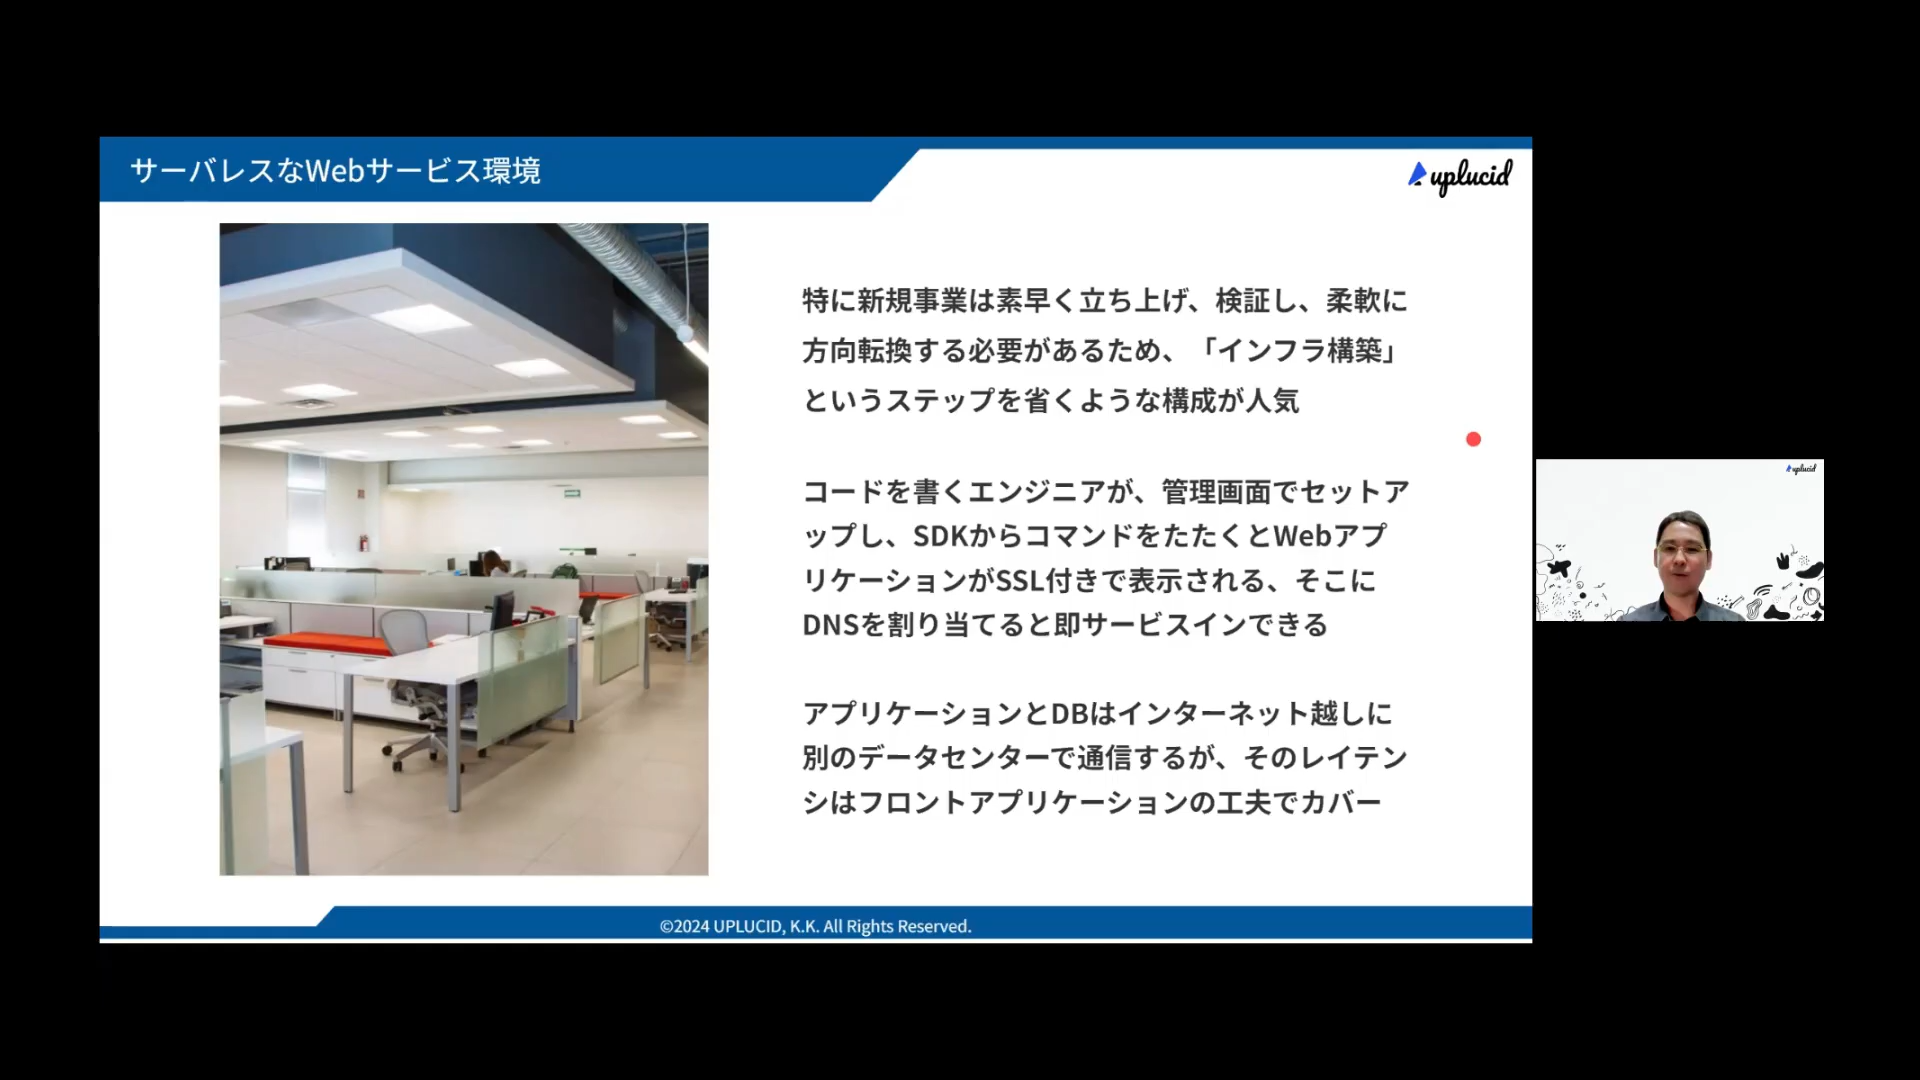 サーバレスなWebサービス環境
uplucid
特に新規事業は素早く立ち上げ、検証し、柔軟に
方向転換する必要があるため、「インフラ構築」
というステップを省くような構成が人気
コードを書くエンジニアが、管理画面でセットア
ップし、SDKからコマンドをたたくとWebアプ
リケーションがSSL付きで表示される、そこに
DNSを割り当てると即サービスインできる
アプリケーションとDBはインターネット越しに
別のデータセンターで通信するが、そのレイテン
シはフロントアプリケーションの工夫でカバー
©2024 UPLUCID, K.K. All Rights Reserved.
uplucid